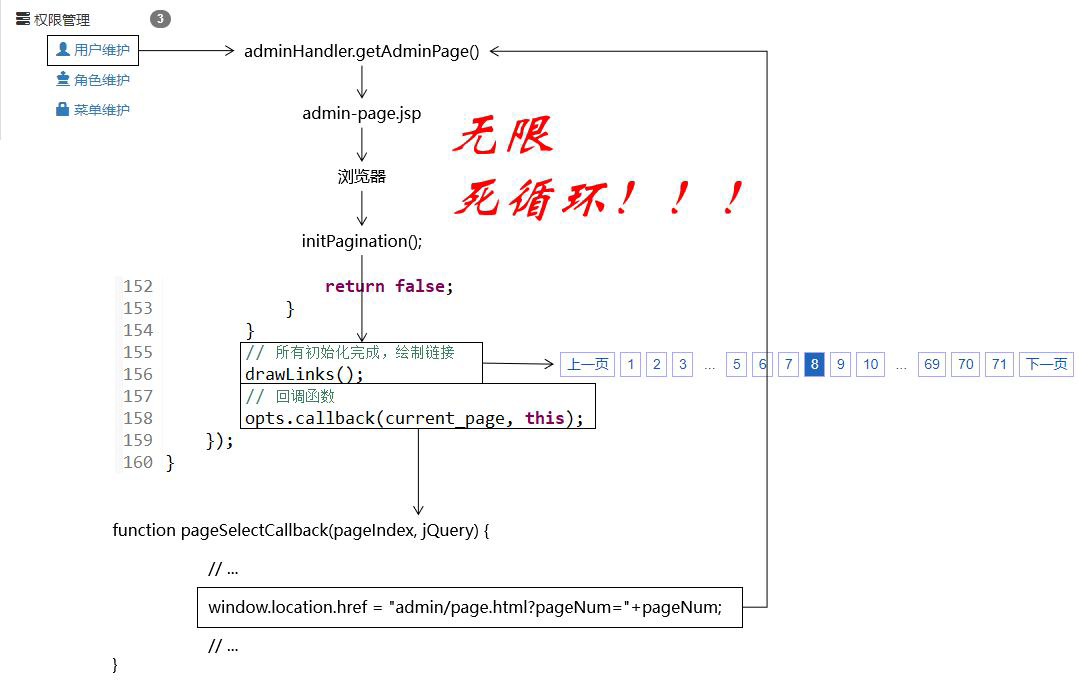 权限管理 3
用户维护
角色维护
菜单维护
adminHandler.getAdminPage()
admin-page.jsp
浏览器
initPagination();
无限
死循环！！！
152 return false;
153 }
154 }
155 // 所有初始化完成，绘制链接
156 drawLinks();
157 // 回调函数
158 opts.callback(current_page, this);
159 });
160 }
上一页 1 2 3 ... 5 6 7 8 9 10 ... 69 70 71 下一页
function pageSelectCallback(pageIndex, jQuery) {
// ...
window.location.href = "admin/page.html?pageNum="+pageNum;
// ...
}